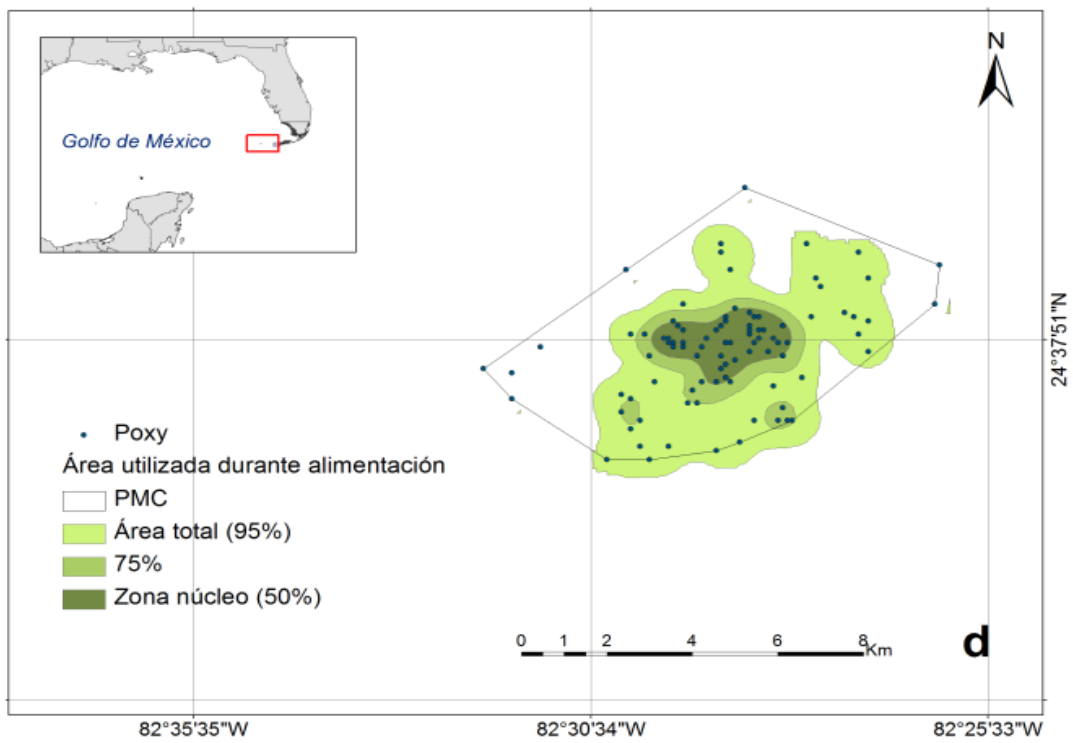 N
Golfo de México
24°37'51"N
Poxy
Área utilizada durante alimentación
PMC
Área total (95%)
75%
Zona núcleo (50%)
0 1 2 4 6 8
Km
d
82°35'35"W 82°30'34"W 82°25'33"W